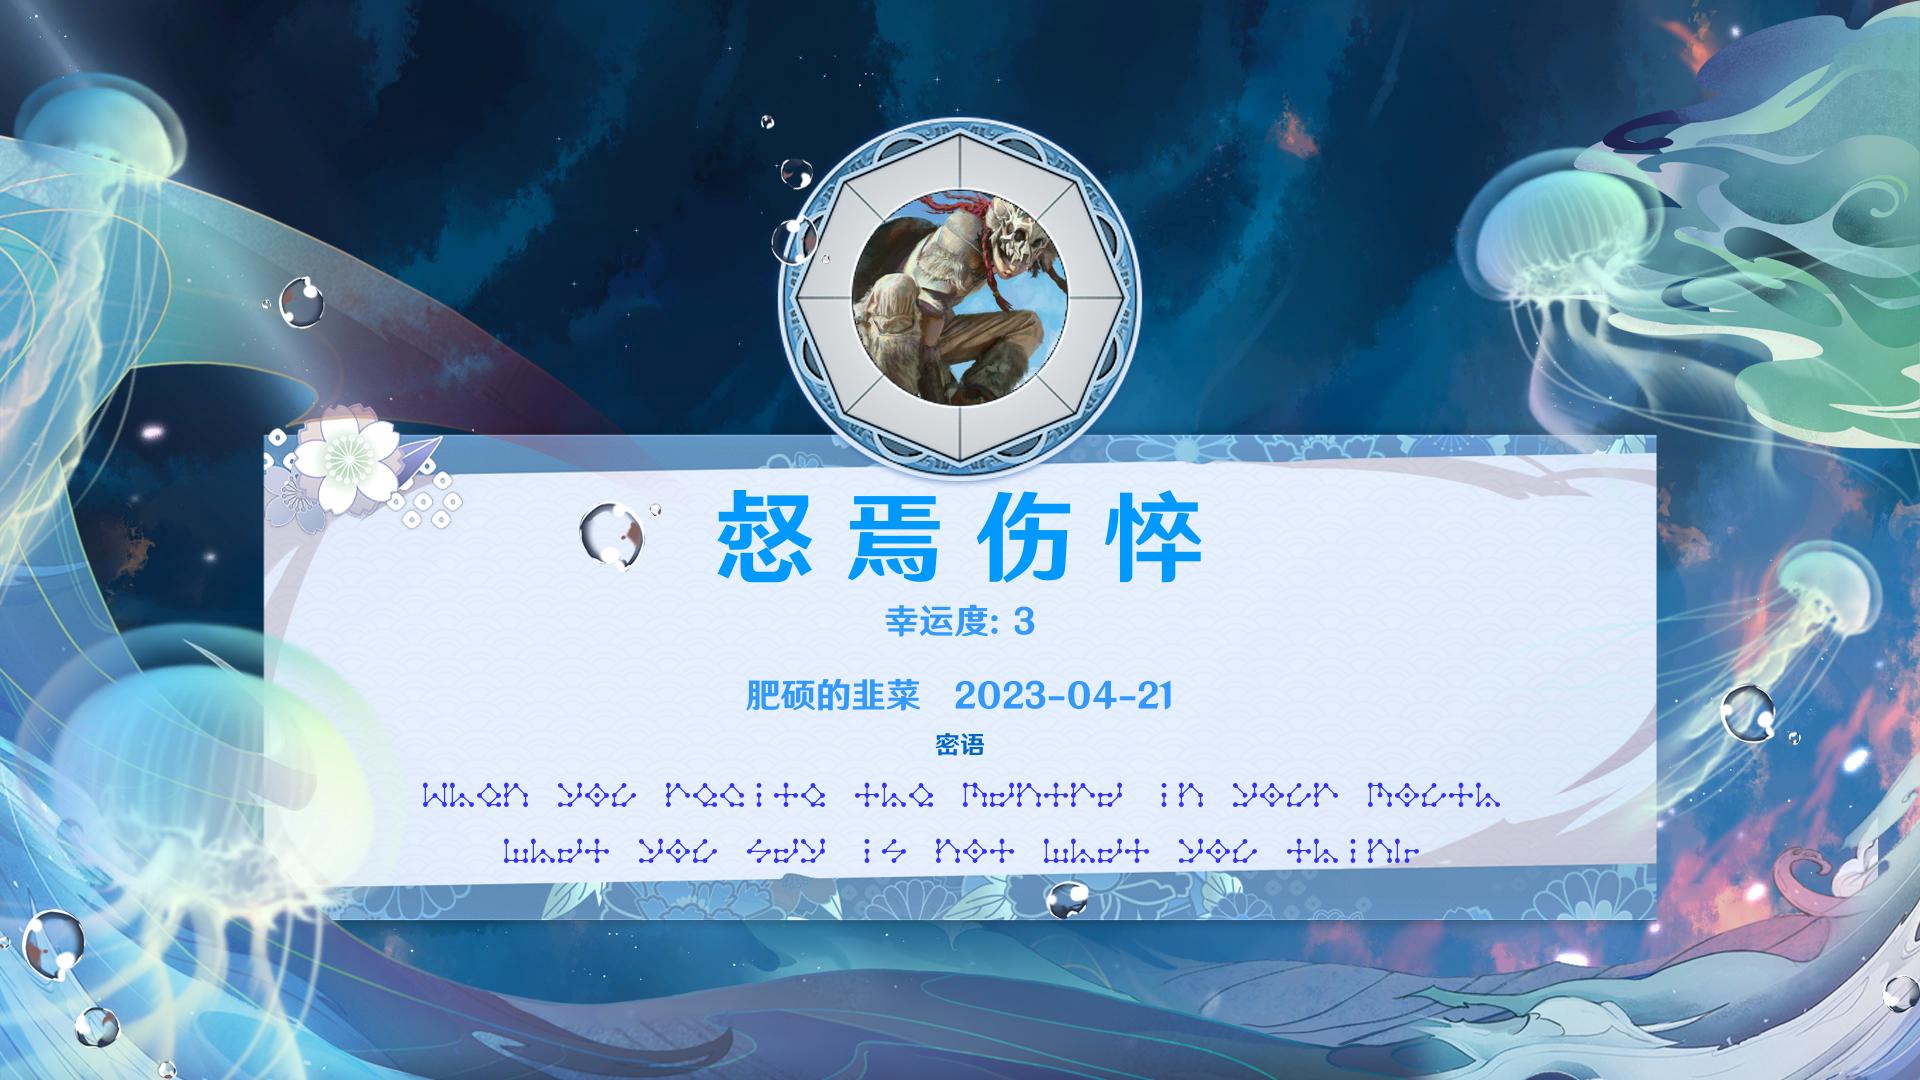 惄焉伤悴
幸运度: 3
肥硕的韭菜 2023-04-21
密语
When you recite the mantra in your mouth
what you say is not what you think